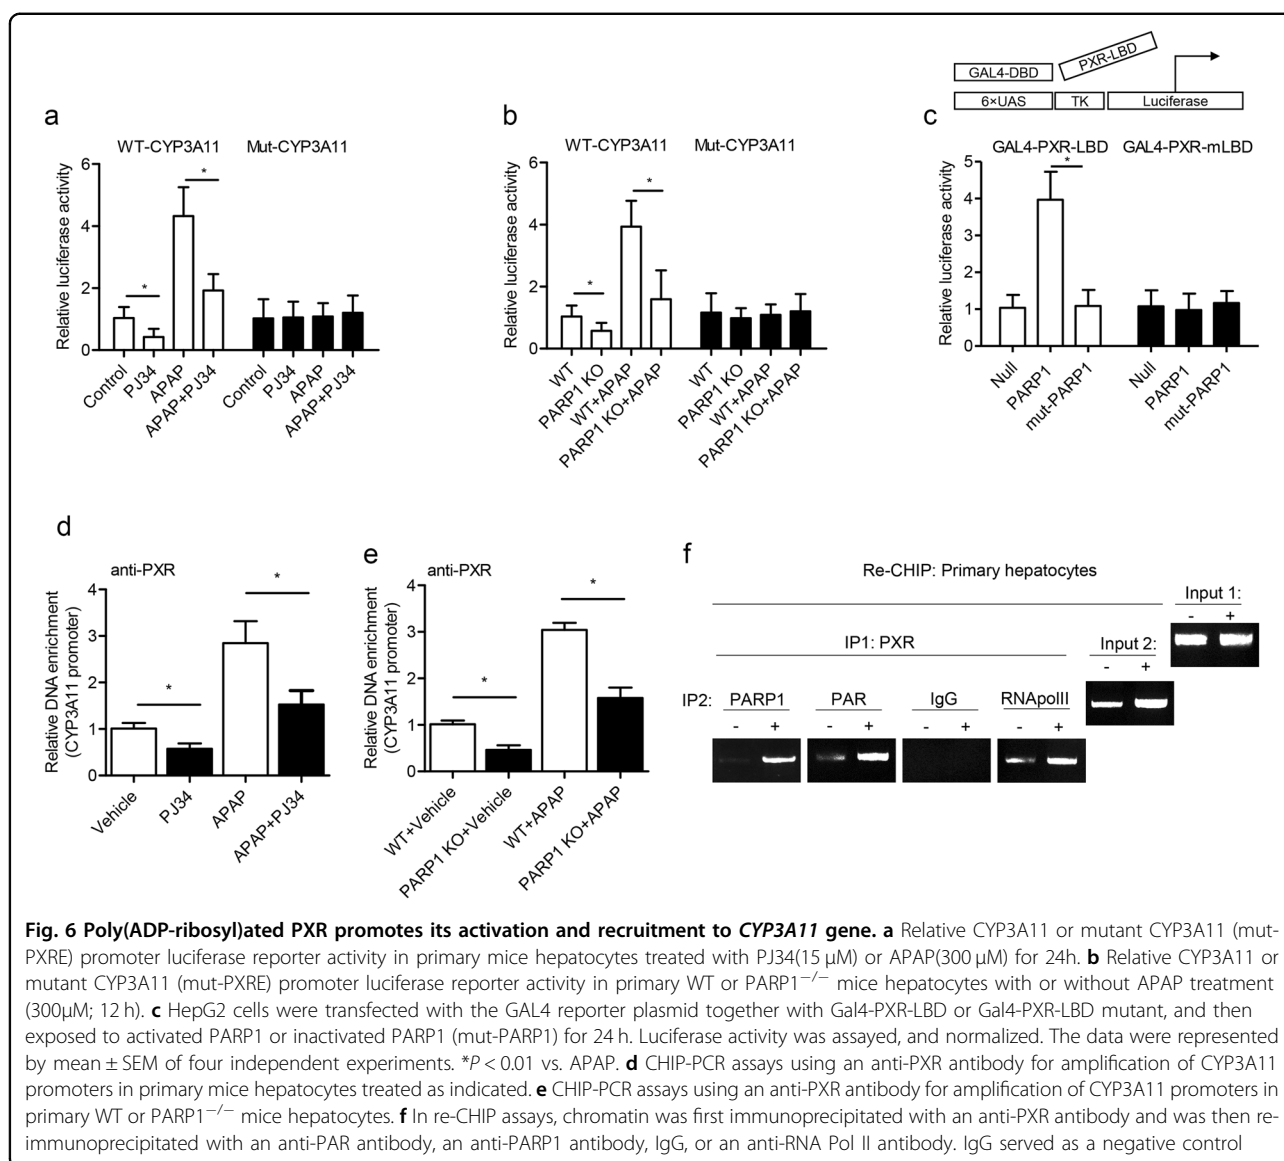 GAL4-DBD
PXR-LBD
6×UAS
TK
Luciferase
a
WT-CYP3A11
Mut-CYP3A11
Relative luciferase activity
6
4
2
0
*
*
Control
PJ34
APAP
APAP+PJ34
Control
PJ34
APAP
APAP+PJ34
b
WT-CYP3A11
Mut-CYP3A11
Relative luciferase activity
6
4
2
0
*
*
WT
PARP1 KO
WT+APAP
PARP1 KO+APAP
WT
PARP1 KO
WT+APAP
PARP1 KO+APAP
c
GAL4-PXR-LBD
GAL4-PXR-mLBD
Relative luciferase activity
5
4
3
2
1
0
*
Null
PARP1
mut-PARP1
Null
PARP1
mut-PARP1
d
anti-PXR
Relative DNA enrichment
(CYP3A11 promoter)
4
3
2
1
0
*
*
Vehicle
PJ34
APAP
APAP+PJ34
e
anti-PXR
Relative DNA enrichment
(CYP3A11 promoter)
4
3
2
1
0
*
*
WT+Vehicle
PARP1 KO+Vehicle
WT+APAP
PARP1 KO+APAP
f
Re-CHIP: Primary hepatocytes
Input 1:
- +
IP1: PXR
Input 2:
- +
IP2: PARP1 PAR IgG RNApolII
- + - + - + - +
Fig. 6 Poly(ADP-ribosyl)ated PXR promotes its activation and recruitment to CYP3A11 gene. a Relative CYP3A11 or mutant CYP3A11 (mut-
PXRE) promoter luciferase reporter activity in primary mice hepatocytes treated with PJ34(15 µM) or APAP(300 µM) for 24h. b Relative CYP3A11 or
mutant CYP3A11 (mut-PXRE) promoter luciferase reporter activity in primary WT or PARP1−/− mice hepatocytes with or without APAP treatment
(300µM; 12 h). c HepG2 cells were transfected with the GAL4 reporter plasmid together with Gal4-PXR-LBD or Gal4-PXR-LBD mutant, and then
exposed to activated PARP1 or inactivated PARP1 (mut-PARP1) for 24 h. Luciferase activity was assayed, and normalized. The data were represented
by mean ± SEM of four independent experiments. *P < 0.01 vs. APAP. d CHIP-PCR assays using an anti-PXR antibody for amplification of CYP3A11
promoters in primary mice hepatocytes treated as indicated. e CHIP-PCR assays using an anti-PXR antibody for amplification of CYP3A11 promoters in
primary WT or PARP1−/− mice hepatocytes. f In re-CHIP assays, chromatin was first immunoprecipitated with an anti-PXR antibody and was then re-
immunoprecipitated with an anti-PAR antibody, an anti-PARP1 antibody, IgG, or an anti-RNA Pol II antibody. IgG served as a negative control